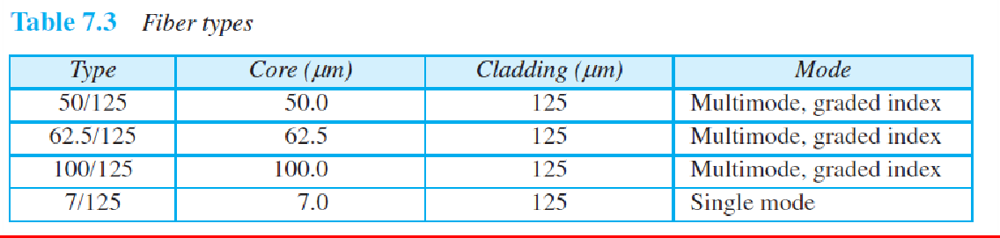 Table 7.3 Fiber types
Type Core (μm) Cladding (μm) Mode
50/125 50.0 125 Multimode, graded index
62.5/125 62.5 125 Multimode, graded index
100/125 100.0 125 Multimode, graded index
7/125 7.0 125 Single mode